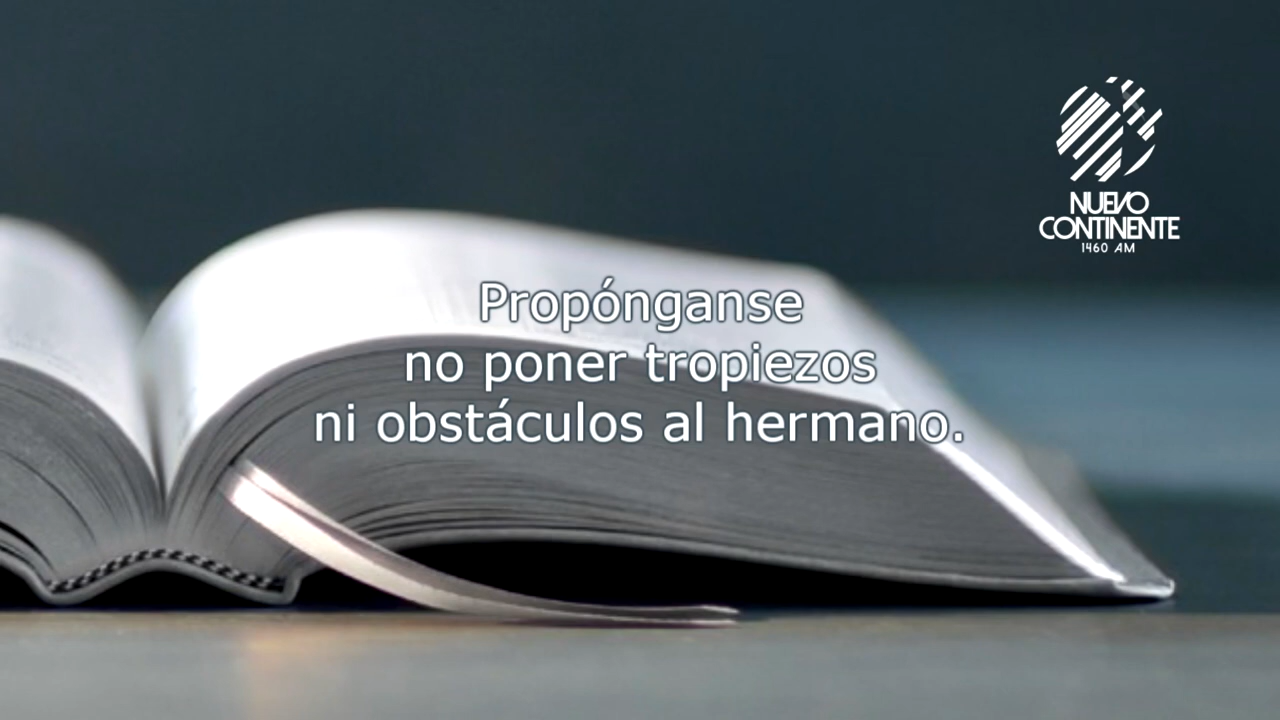 NUEVO
CONTINENTE
1460 AM
Propónganse
no poner tropiezos
ni obstáculos al hermano.